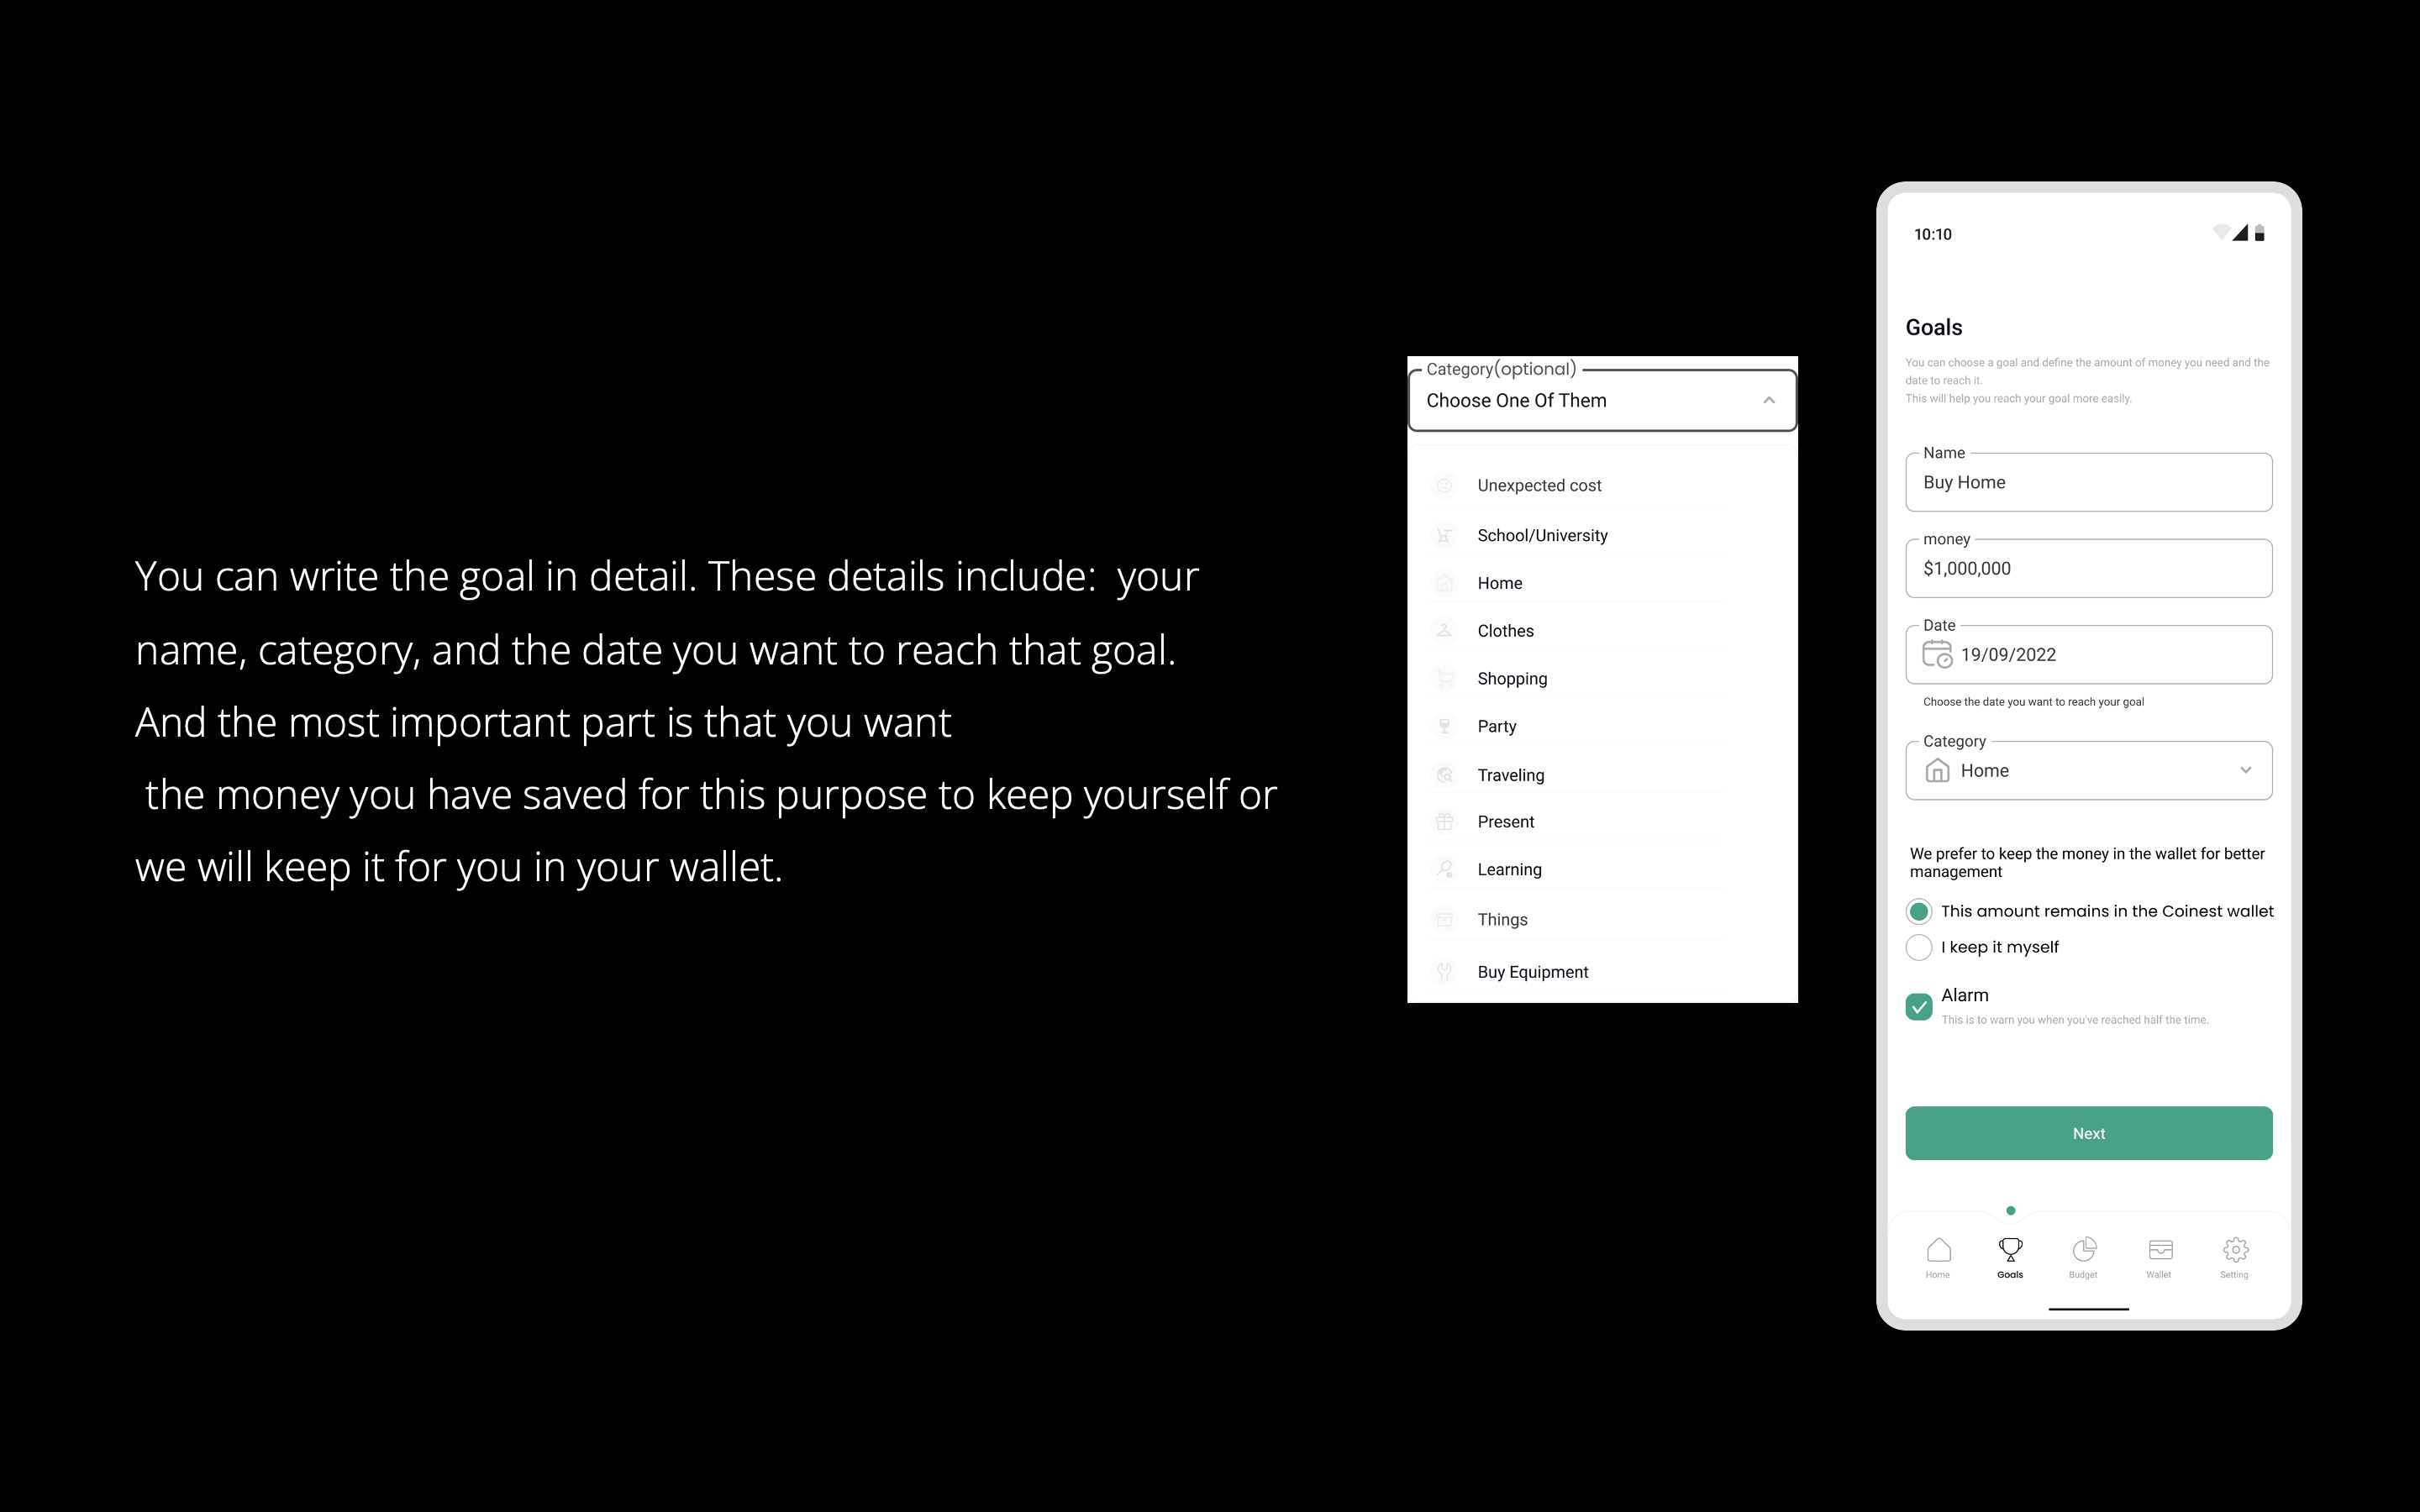 You can write the goal in detail. These details include:  your
name, category, and the date you want to reach that goal.
And the most important part is that you want
the money you have saved for this purpose to keep yourself or
we will keep it for you in your wallet.
Category(optional)
Choose One Of Them
Unexpected cost
School/University
Home
Clothes
Shopping
Party
Traveling
Present
Learning
Things
Buy Equipment
10:10
Goals
You can choose a goal and define the amount of money you need and the
date to reach it.
This will help you reach your goal more easily.
Name
Buy Home
money
$1,000,000
Date
19/09/2022
Choose the date you want to reach your goal
Category
Home
We prefer to keep the money in the wallet for better
management
This amount remains in the Coinest wallet
I keep it myself
Alarm
This is to warn you when you've reached half the time.
Next
Home Goals Budget Wallet Setting